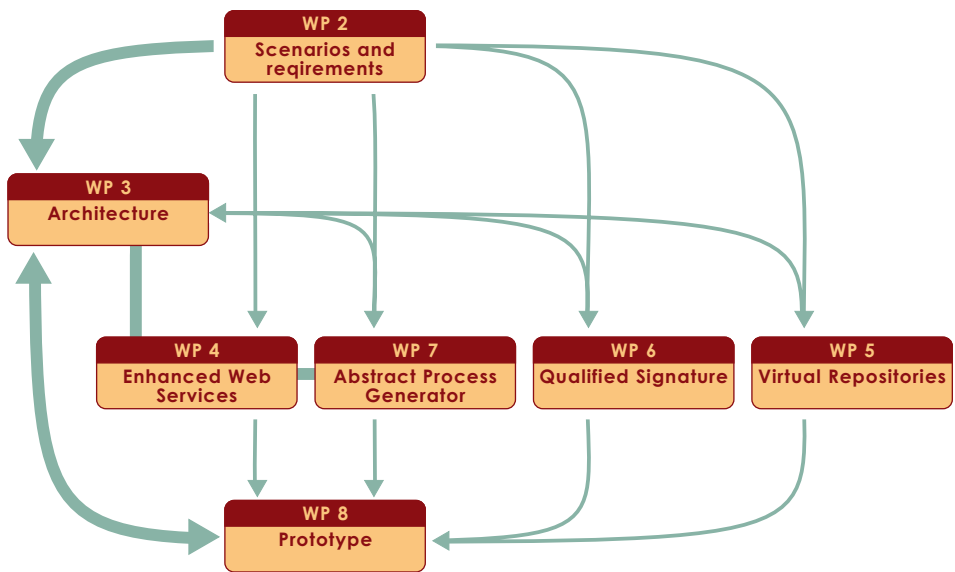 WP 2
Scenarios and
reqirements
WP 3
Architecture
WP 4
Enhanced Web
Services
WP 7
Abstract Process
Generator
WP 6
Qualified Signature
WP 5
Virtual Repositories
WP 8
Prototype